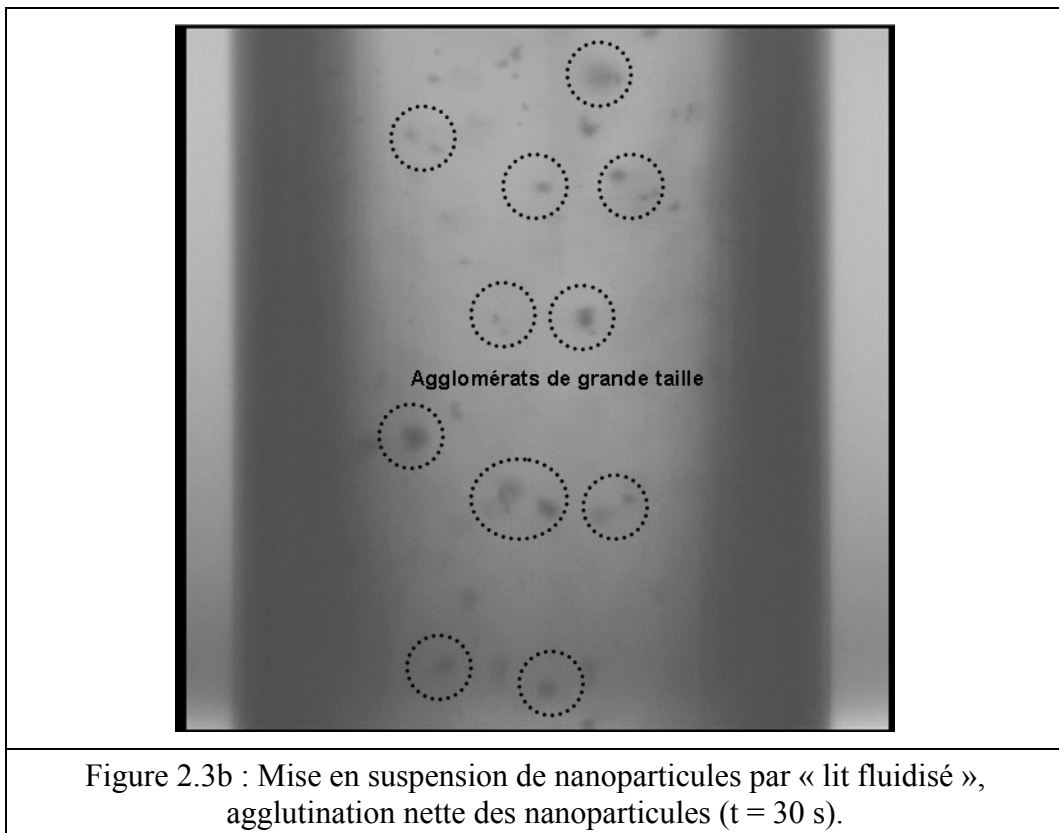 Agglomérats de grande taille
Figure 2.3b : Mise en suspension de nanoparticules par « lit fluidisé »,
agglutination nette des nanoparticules (t = 30 s).